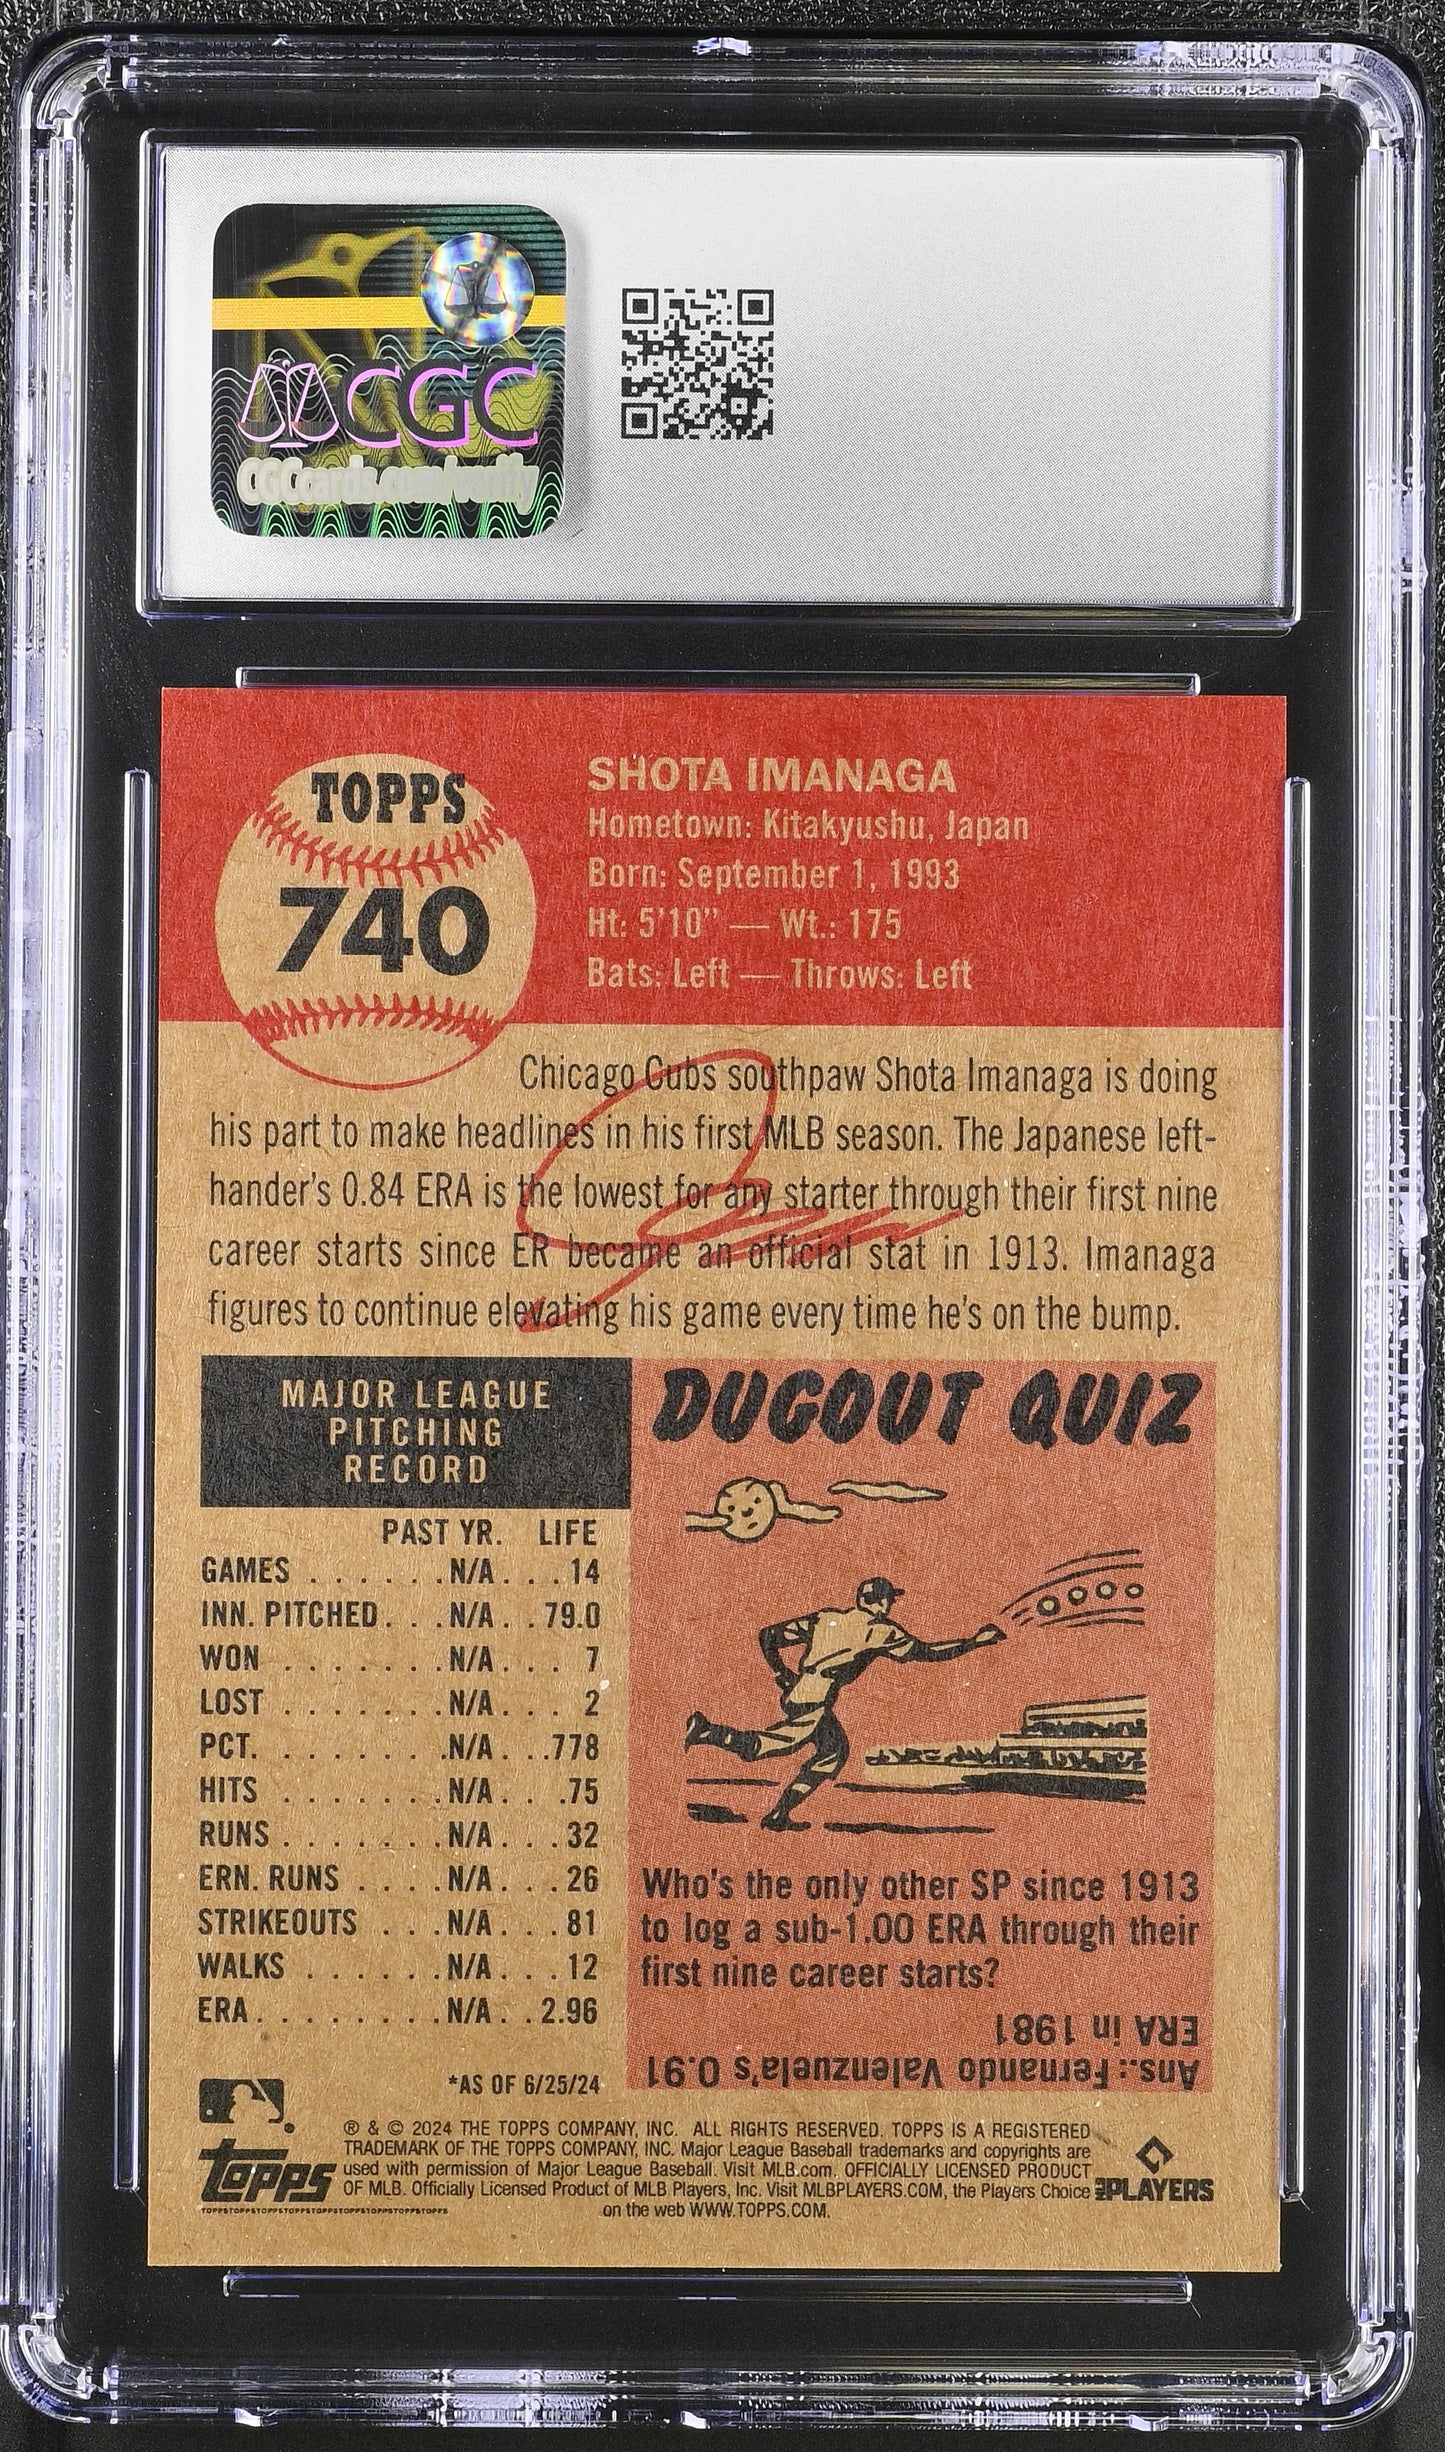 CGC
CGCcards.com/verify
TOPPS
740
SHOTA IMANAGA
Hometown: Kitakyushu, Japan
Born: September 1, 1993
Ht: 5'10" — Wt.: 175
Bats: Left — Throws: Left
Chicago Cubs southpaw Shota Imanaga is doing
his part to make headlines in his first MLB season. The Japanese left-
hander's 0.84 ERA is the lowest for any starter through their first nine
career starts since ER became an official stat in 1913. Imanaga
figures to continue elevating his game every time he's on the bump.
MAJOR LEAGUE
PITCHING
RECORD
PAST YR. LIFE
GAMES . . . . . . .N/A. . . .14
INN. PITCHED. . .N/A. . 79.0
WON . . . . . . . .N/A. . . . 7
LOST . . . . . . . .N/A. . . . 2
PCT. . . . . . . . .N/A. . .778
HITS . . . . . . . .N/A. . .75
RUNS . . . . . . . .N/A. . . .32
ERN. RUNS . . . .N/A. . . .26
STRIKEOUTS . . .N/A. . . .81
WALKS . . . . . . .N/A. . . .12
ERA. . . . . . . . .N/A. . 2.96
*AS OF 6/25/24
DUGOUT QUIZ
Who's the only other SP since 1913
to log a sub-1.00 ERA through their
first nine career starts?
Ans.: Fernando Valenzuela's 0.91
ERA in 1981
® & © 2024 THE TOPPS COMPANY, INC. ALL RIGHTS RESERVED. TOPPS IS A REGISTERED
TRADEMARK OF THE TOPPS COMPANY, INC. Major League Baseball trademarks and copyrights are
used with permission of Major League Baseball. Visit MLB.com. OFFICIALLY LICENSED PRODUCT
OF MLB. Officially Licensed Product of MLB Players, Inc. Visit MLBPLAYERS.COM, the Players Choice
on the web WWW.TOPPS.COM.
topps
TOPPSTOPPSTOPPSTOPPSTOPPSTOPPSTOPPSTOPPSTOPPS
MLB PLAYERS